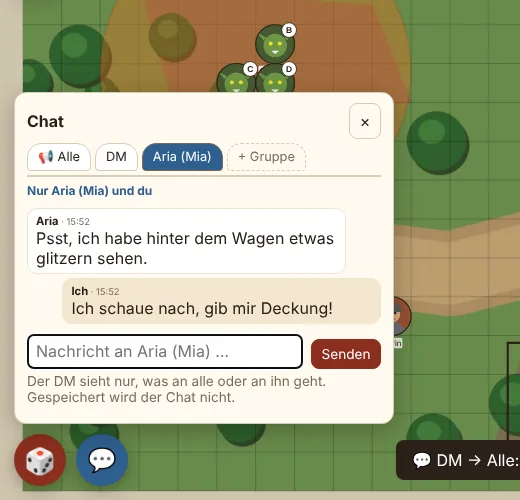 B
C
D
Chat
×
📢 Alle
DM
Aria (Mia)
+ Gruppe
Nur Aria (Mia) und du
Aria · 15:52
Psst, ich habe hinter dem Wagen etwas
glitzern sehen.
Ich · 15:52
Ich schaue nach, gib mir Deckung!
Nachricht an Aria (Mia) ...
Senden
Der DM sieht nur, was an alle oder an ihn geht.
Gespeichert wird der Chat nicht.
💬 DM → Alle: